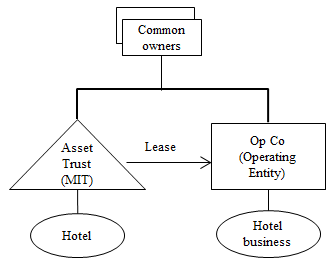 Common
owners
Asset
Trust
(MIT)
Lease
Op Co
(Operating
Entity)
Hotel
Hotel
business